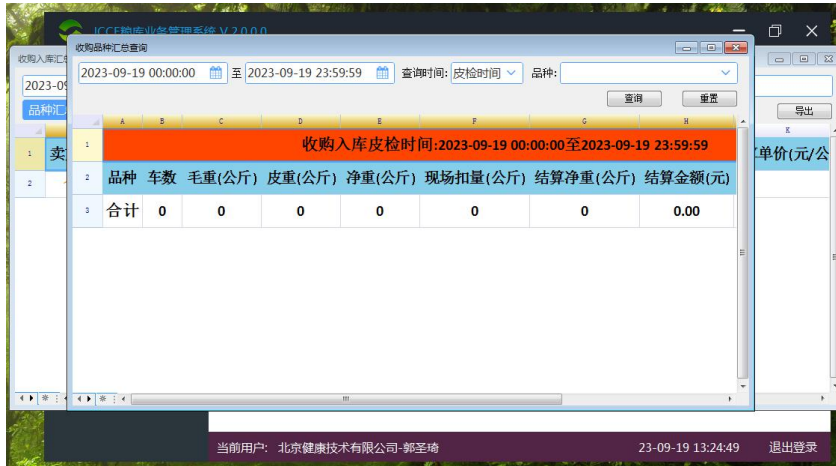 JCCE粮库业务管理系统 V 2.0.0.0
收购品种汇总查询
收购入库汇总
2023-09-19 00:00:00 至 2023-09-19 23:59:59 查询时间: 皮检时间 品种:
2023-09
查询 重置
品种汇 导出
A B C D E F G H K
1 收购入库皮检时间:2023-09-19 00:00:00至2023-09-19 23:59:59
1 卖 单价(元/公
2 品种 车数 毛重(公斤) 皮重(公斤) 净重(公斤) 现场扣量(公斤) 结算净重(公斤) 结算金额(元)
2
3 合计 0 0 0 0 0 0 0.00
当前用户: 北京健康技术有限公司-郭圣琦 23-09-19 13:24:49 退出登录